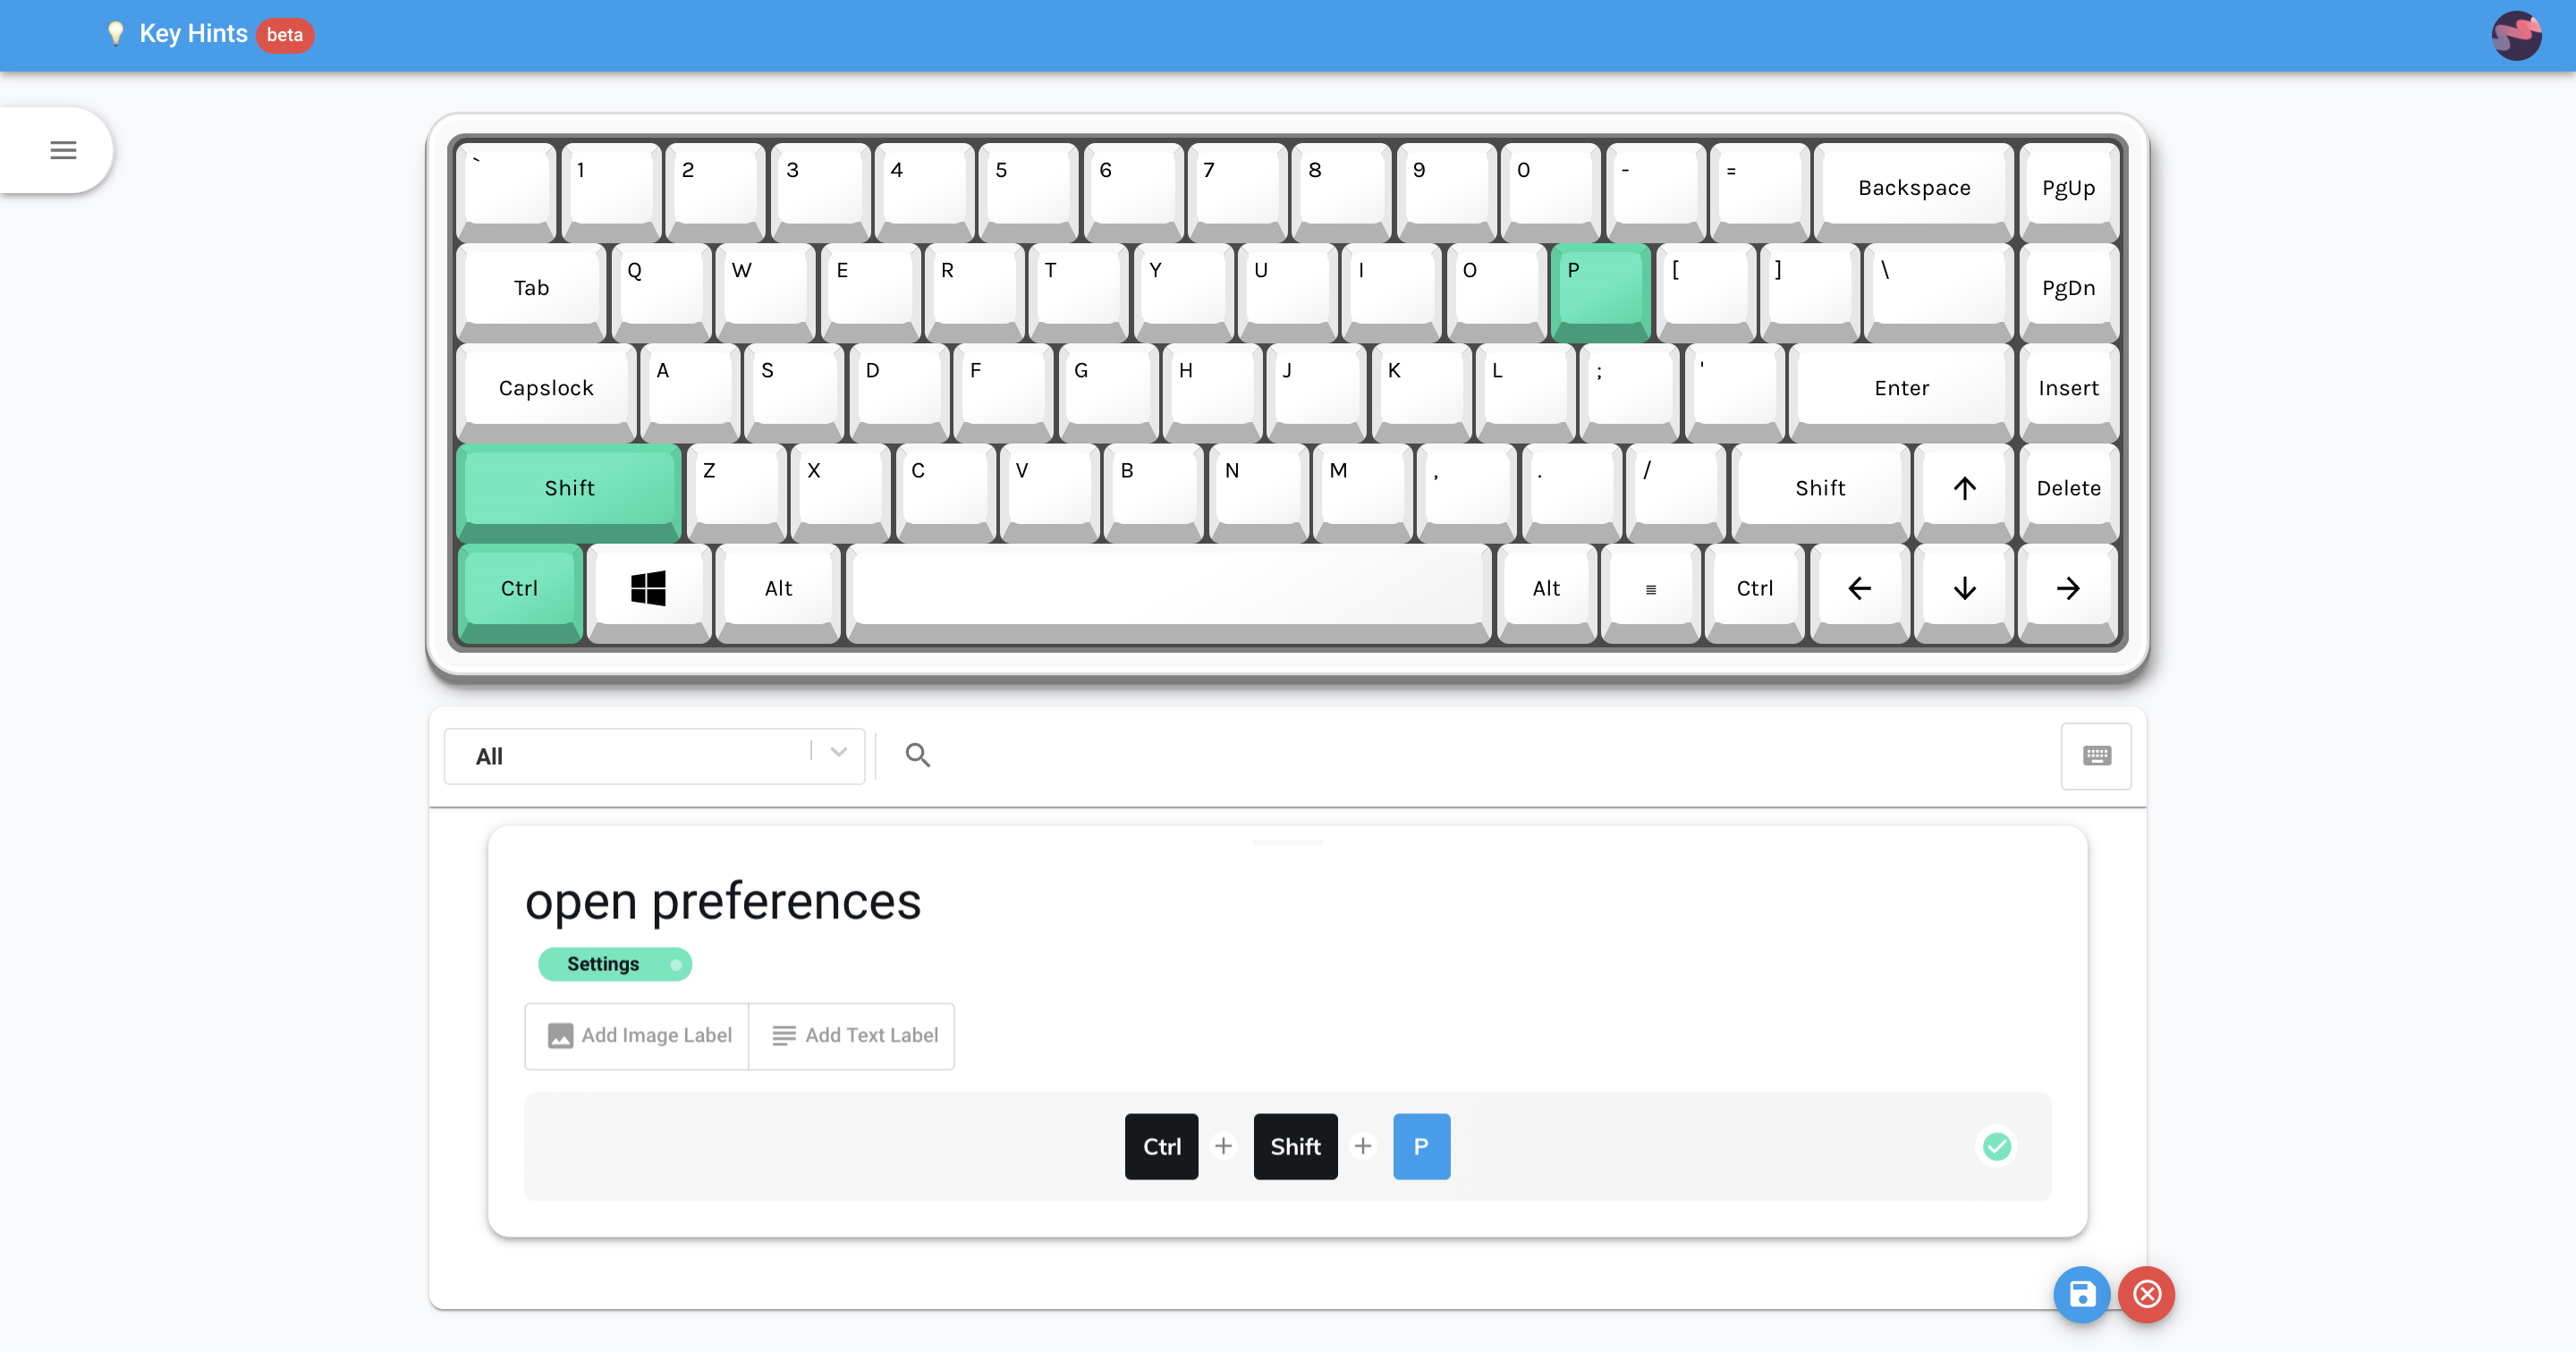 Key Hints beta
` 1 2 3 4 5 6 7 8 9 0 - = Backspace PgUp
Tab Q W E R T Y U I O P [ ] \ PgDn
Capslock A S D F G H J K L ; ' Enter Insert
Shift Z X C V B N M , . / Shift ↑ Delete
Ctrl Alt Alt ≡ Ctrl ← ↓ →
All
open preferences
Settings
Add Image Label Add Text Label
Ctrl + Shift + P